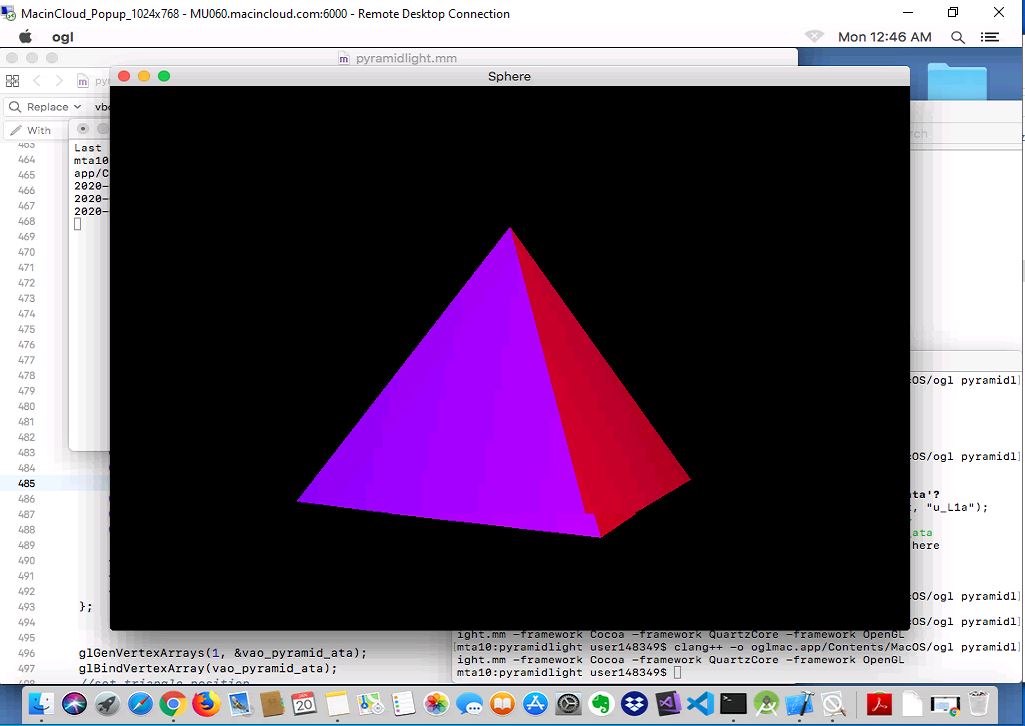 MacinCloud_Popup_1024x768 - MU060.macincloud.com:6000 - Remote Desktop Connection
ogl
Mon 12:46 AM
pyramidlight.mm
Sphere
Replace
With
Last
mta10
app/C
2020-
2020-
2020-
463
464
465
466
467
468
469
470
471
472
473
474
475
476
477
478
479
480
481
482
483
484
485
486
487
488
489
490
491
492
493 };
494
495
496 glGenVertexArrays(1, &vao_pyramid_ata);
497 glBindVertexArray(vao_pyramid_ata);
498 //set triangle position
cOS/ogl pyramidl]
cOS/ogl pyramidl]
ata'?
, "u_L1a");
_ata
here
cOS/ogl pyramidl]
cOS/ogl pyramidl]
ight.mm -framework Cocoa -framework QuartzCore -framework OpenGL
[mta10:pyramidlight user148349$ clang++ -o oglmac.app/Contents/MacOS/ogl pyramidl]
ight.mm -framework Cocoa -framework QuartzCore -framework OpenGL
mta10:pyramidlight user148349$
20